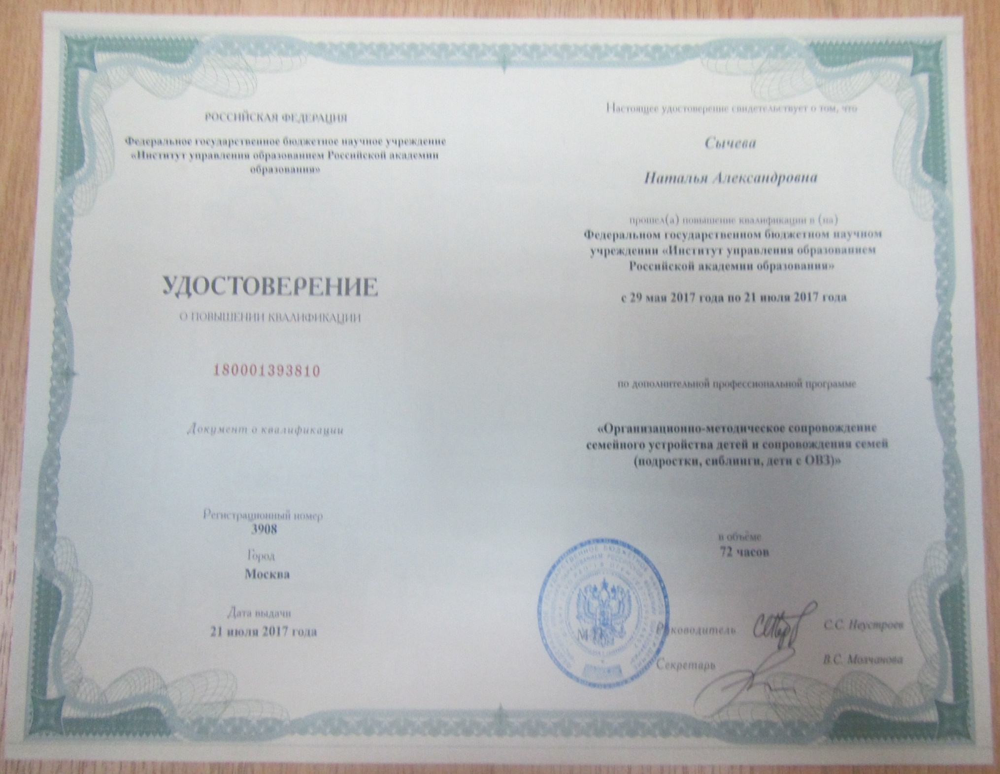 РОССИЙСКАЯ ФЕДЕРАЦИЯ
Федеральное государственное бюджетное научное учреждение
«Институт управления образованием Российской академии
образования»
УДОСТОВЕРЕНИЕ
О ПОВЫШЕНИИ КВАЛИФИКАЦИИ
180001393810
Документ о квалификации
Регистрационный номер
3908
Город
Москва
Дата выдачи
21 июля 2017 года
Настоящее удостоверение свидетельствует о том, что
Сычева
Наталья Александровна
прошел(а) повышение квалификации в (на)
Федеральном государственном бюджетном научном
учреждении «Институт управления образованием
Российской академии образования»
с 29 мая 2017 года по 21 июля 2017 года
по дополнительной профессиональной программе
«Организационно-методическое сопровождение
семейного устройства детей и сопровождения семей
(подростки, сиблинги, дети с ОВЗ)»
в объёме
72 часов
Руководитель
С.С. Неустроев
Секретарь
В.С. Молчанова